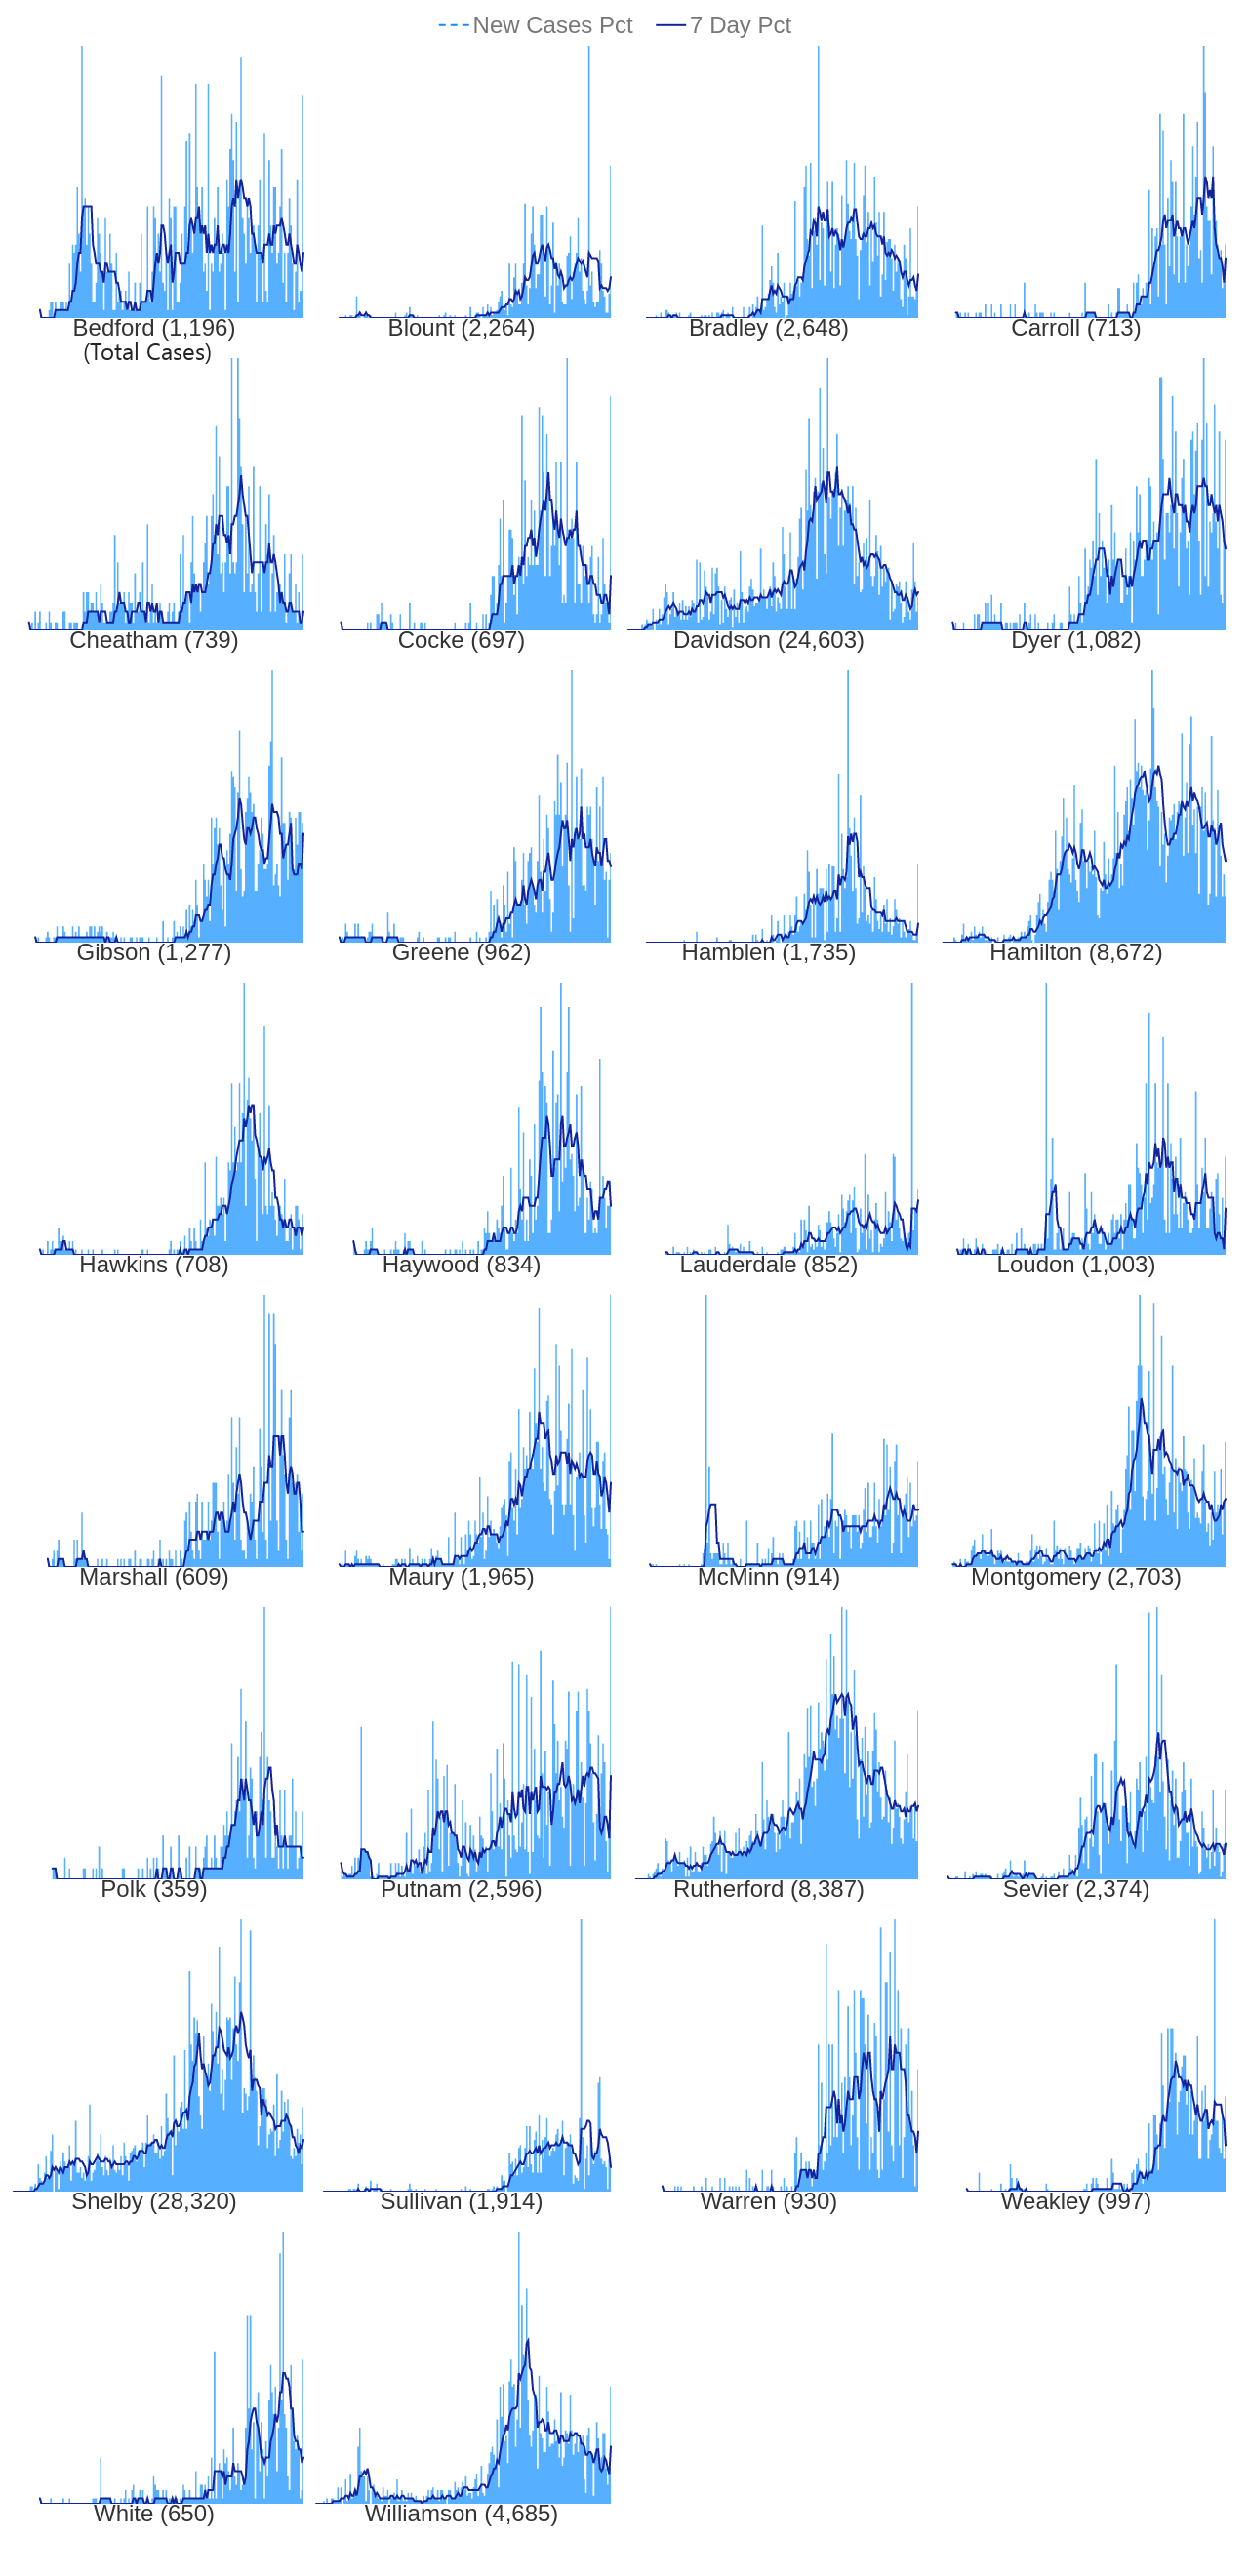 New Cases Pct 7 Day Pct
Bedford (1,196) Blount (2,264) Bradley (2,648) Carroll (713)
(Total Cases)
Cheatham (739) Cocke (697) Davidson (24,603) Dyer (1,082)
Gibson (1,277) Greene (962) Hamblen (1,735) Hamilton (8,672)
Hawkins (708) Haywood (834) Lauderdale (852) Loudon (1,003)
Marshall (609) Maury (1,965) McMinn (914) Montgomery (2,703)
Polk (359) Putnam (2,596) Rutherford (8,387) Sevier (2,374)
Shelby (28,320) Sullivan (1,914) Warren (930) Weakley (997)
White (650) Williamson (4,685)